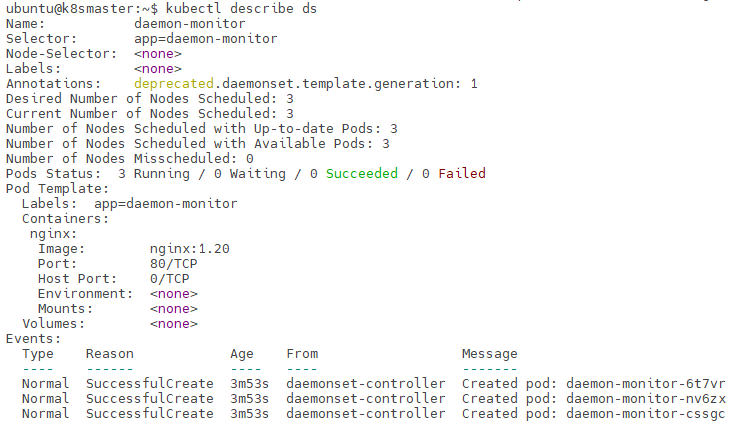 ubuntu@k8smaster:~$ kubectl describe ds
Name:           daemon-monitor
Selector:       app=daemon-monitor
Node-Selector:  <none>
Labels:         <none>
Annotations:    deprecated.daemonset.template.generation: 1
Desired Number of Nodes Scheduled: 3
Current Number of Nodes Scheduled: 3
Number of Nodes Scheduled with Up-to-date Pods: 3
Number of Nodes Scheduled with Available Pods: 3
Number of Nodes Misscheduled: 0
Pods Status:  3 Running / 0 Waiting / 0 Succeeded / 0 Failed
Pod Template:
  Labels:  app=daemon-monitor
  Containers:
   nginx:
    Image:        nginx:1.20
    Port:         80/TCP
    Host Port:    0/TCP
    Environment:  <none>
    Mounts:       <none>
  Volumes:        <none>
Events:
  Type    Reason            Age    From                  Message
  ----    ------            ----   ----                  -------
  Normal  SuccessfulCreate  3m53s  daemonset-controller  Created pod: daemon-monitor-6t7vr
  Normal  SuccessfulCreate  3m53s  daemonset-controller  Created pod: daemon-monitor-nv6zx
  Normal  SuccessfulCreate  3m53s  daemonset-controller  Created pod: daemon-monitor-cssgc